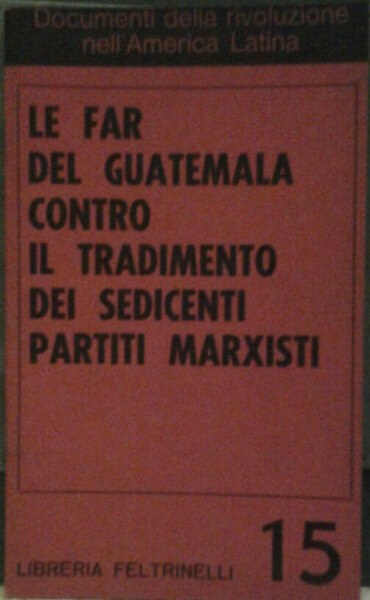 Documenti della rivoluzione
nell'America Latina
LE FAR
DEL GUATEMALA
CONTRO
IL TRADIMENTO
DEI SEDICENTI
PARTITI MARXISTI
LIBRERIA FELTRINELLI 15